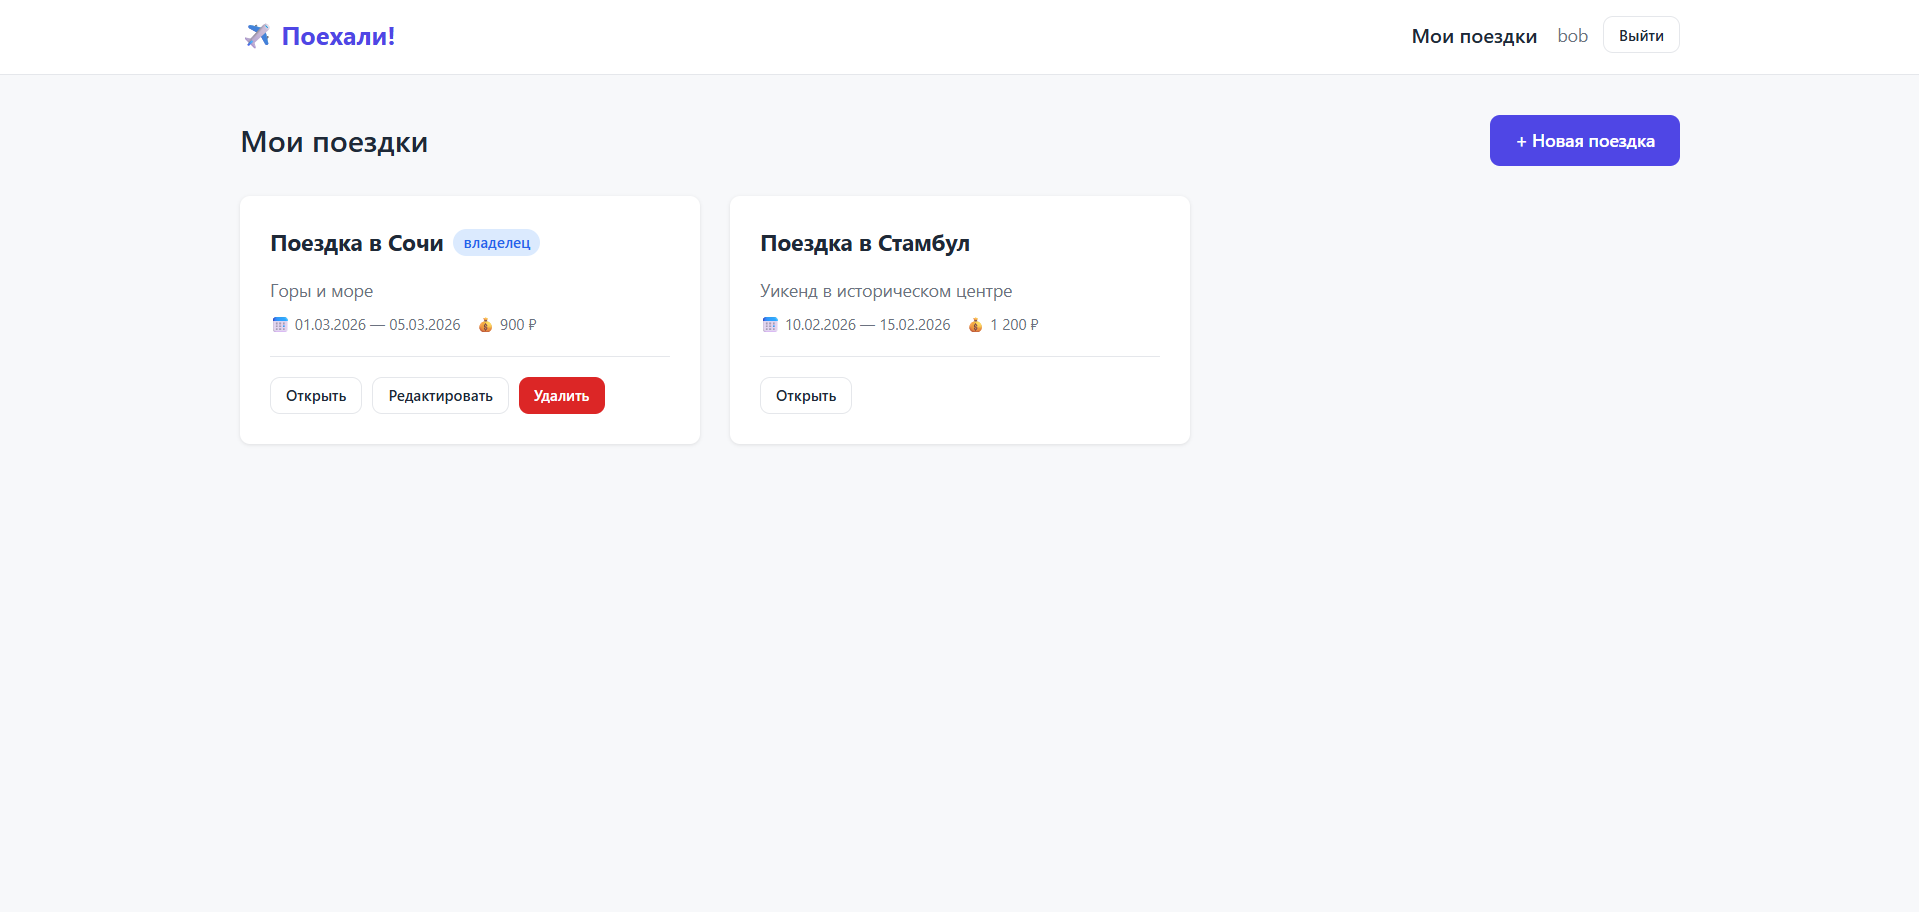 Поехали!
Мои поездки bob Выйти
Мои поездки
+ Новая поездка
Поездка в Сочи владелец
Горы и море
01.03.2026 — 05.03.2026 900 ₽
Открыть Редактировать Удалить
Поездка в Стамбул
Уикенд в историческом центре
10.02.2026 — 15.02.2026 1 200 ₽
Открыть